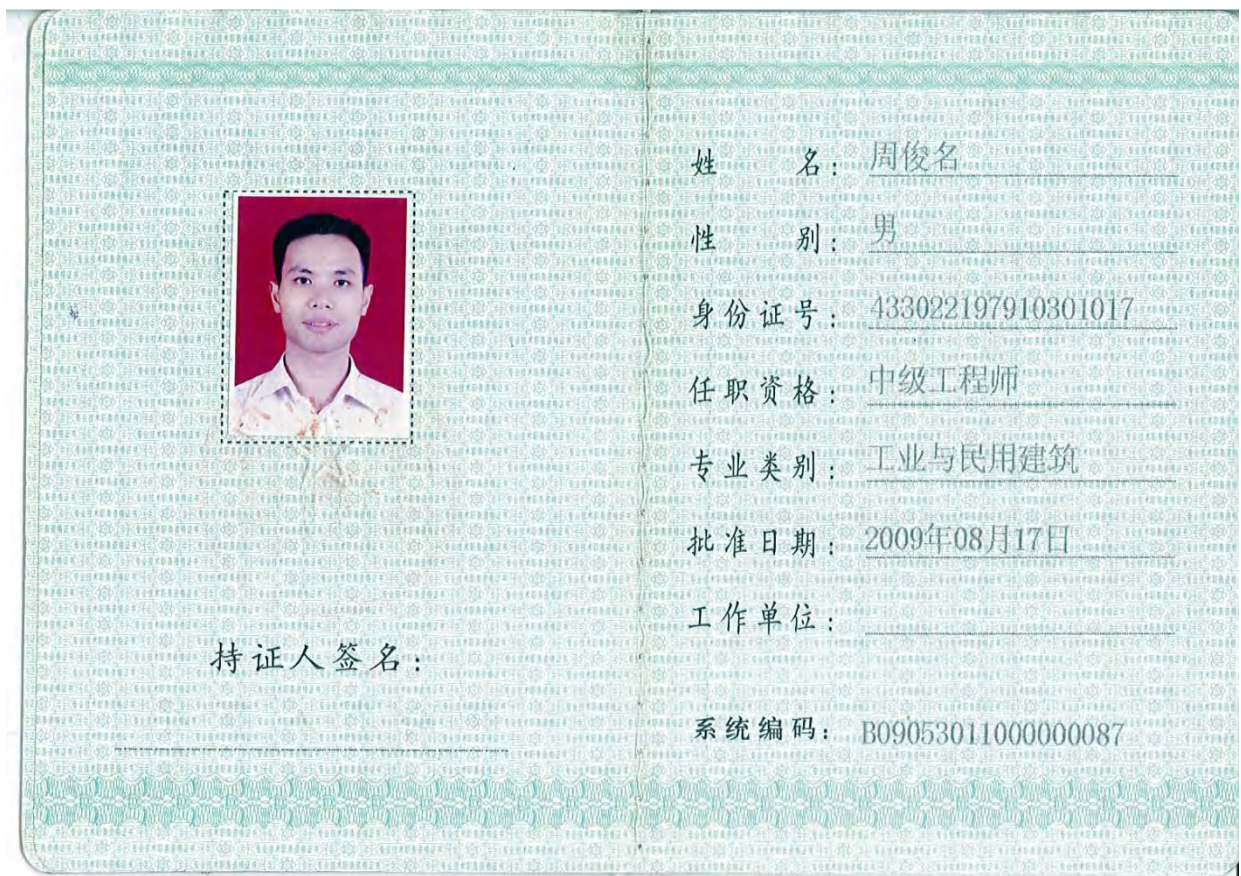 持证人签名：
姓名：周俊名
性别：男
身份证号：433022197910301017
任职资格：中级工程师
专业类别：工业与民用建筑
批准日期：2009年08月17日
工作单位：
系统编码：B09053011000000087